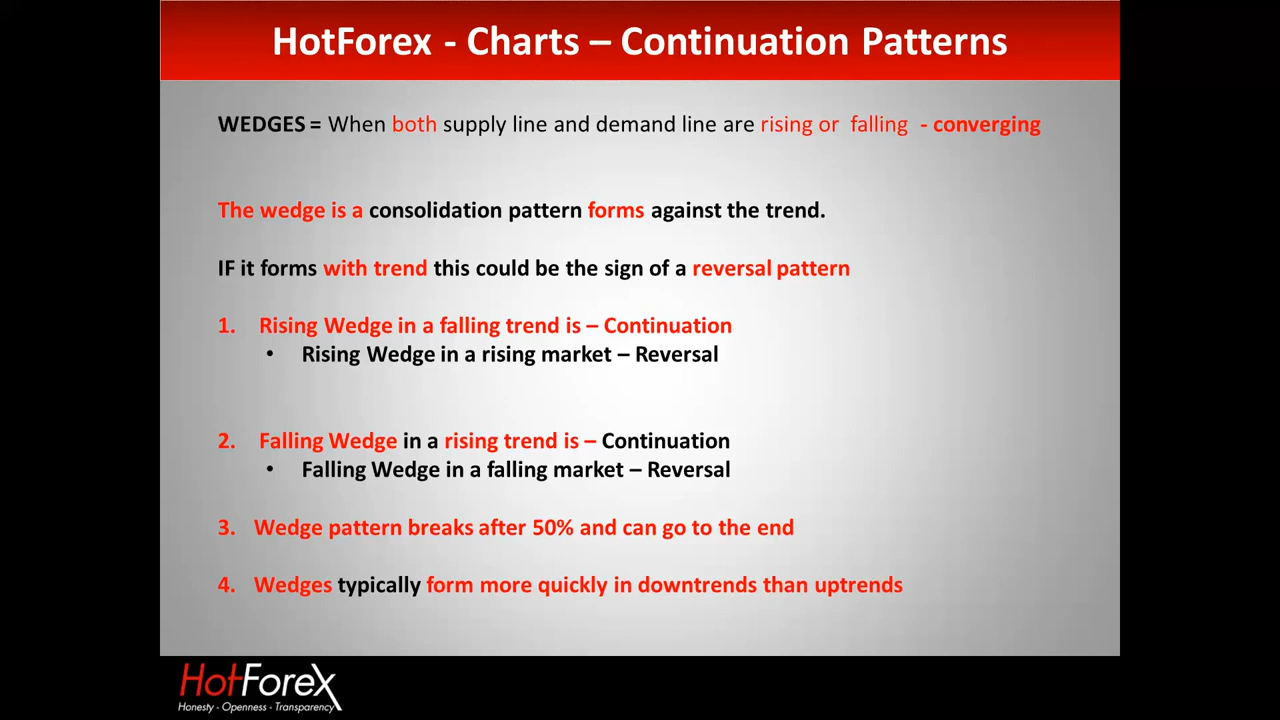 HotForex - Charts – Continuation Patterns
WEDGES = When both supply line and demand line are rising or falling - converging
The wedge is a consolidation pattern forms against the trend.
IF it forms with trend this could be the sign of a reversal pattern
1. Rising Wedge in a falling trend is – Continuation
• Rising Wedge in a rising market – Reversal
2. Falling Wedge in a rising trend is – Continuation
• Falling Wedge in a falling market – Reversal
3. Wedge pattern breaks after 50% and can go to the end
4. Wedges typically form more quickly in downtrends than uptrends
HotForex
Honesty - Openness - Transparency